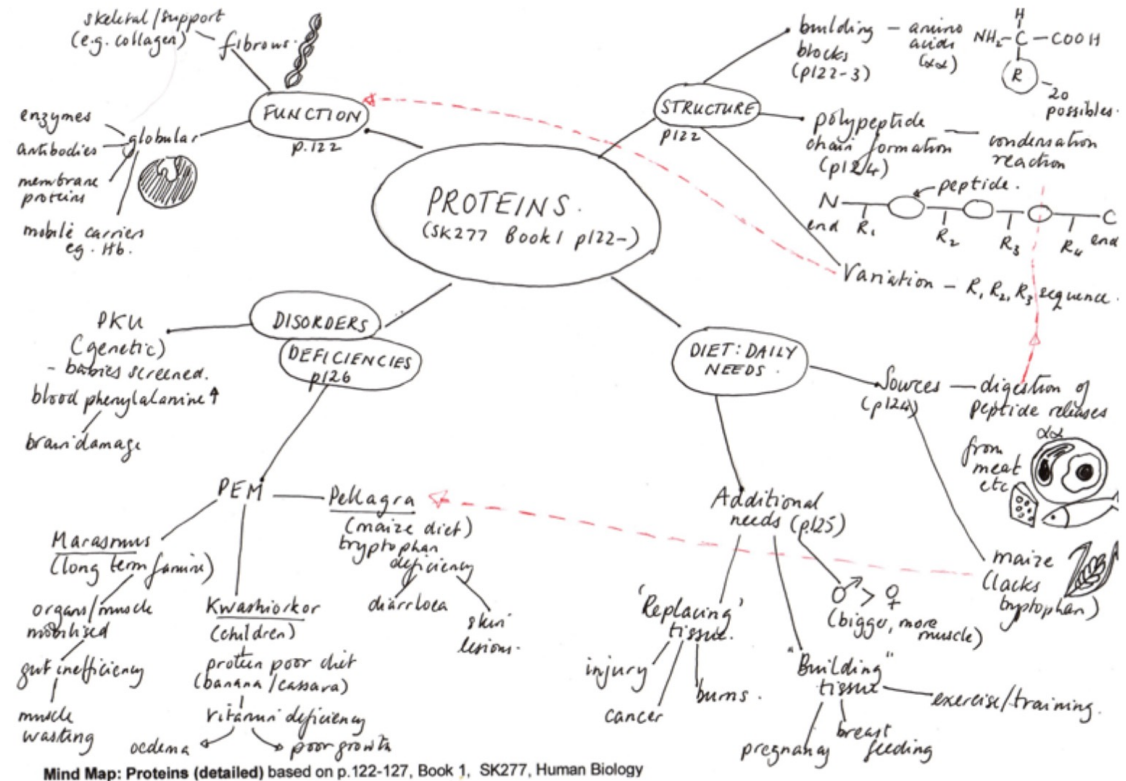 PROTEINS.
(SK277 Book 1 p122-)
FUNCTION
p.122
fibrous.
skeletal/support
(e.g. collagen)
globular
enzymes
antibodies
membrane
proteins
mobile carriers
eg. Hb.
STRUCTURE
p122
building
blocks
(p122-3)
– amino
acids
(αα)
H
NH₂ – C – COOH
R
20
possibles.
polypeptide
chain formation
(p124)
condensation
reaction
peptide.
N
end
R₁
R₂
R₃
R₄
C
end
Variation – R₁ R₂ R₃ sequence.
DISORDERS
DEFICIENCIES
p126
PKU
(genetic)
- babies screened.
blood phenylalanine ↑
brain damage
PEM
Marasmus
(long term famine)
organs/muscle
mobilised
gut inefficiency
muscle
wasting
Kwashiorkor
(children)
protein poor diet
(banana/cassava)
vitamin deficiency
oedema
poor growth
Pellagra
(maize diet)
tryptophan
deficiency
diarrhoea
skin
lesions.
DIET: DAILY
NEEDS.
Sources
(p124)
digestion of
peptide releases
αα
from
meat
etc
maize
(lacks
tryptophan)
Additional
needs (p.125)
♂ > ♀
(bigger, more
muscle)
'Replacing'
tissue.
injury
cancer
burns.
"Building"
tissue
pregnancy
breast
feeding
exercise/training.
Mind Map: Proteins (detailed) based on p.122-127, Book 1, SK277, Human Biology